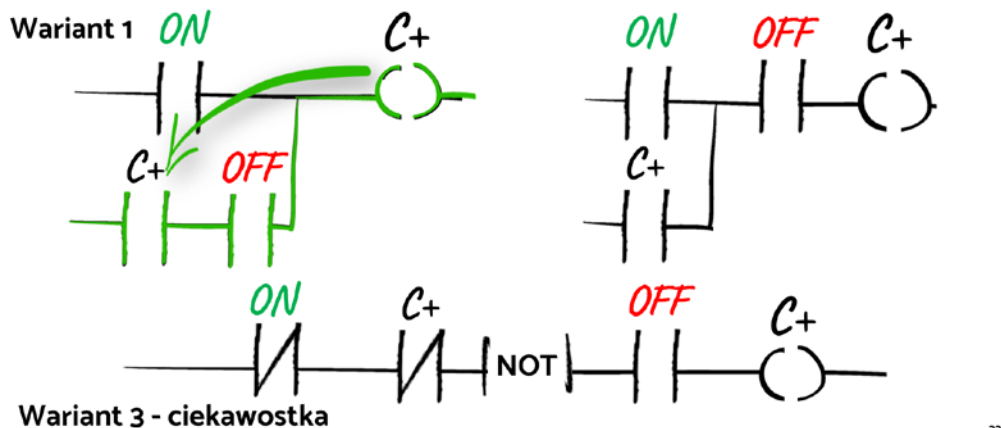 Wariant 1 ON C+ ON OFF C+
C+ OFF C+
ON C+ NOT OFF C+
Wariant 3 - ciekawostka